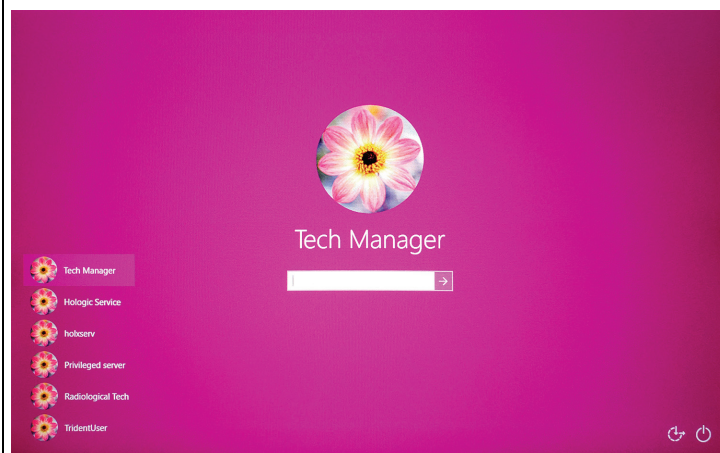 Tech Manager
Tech Manager
Hologic Service
holxserv
Privileged server
Radiological Tech
TridentUser